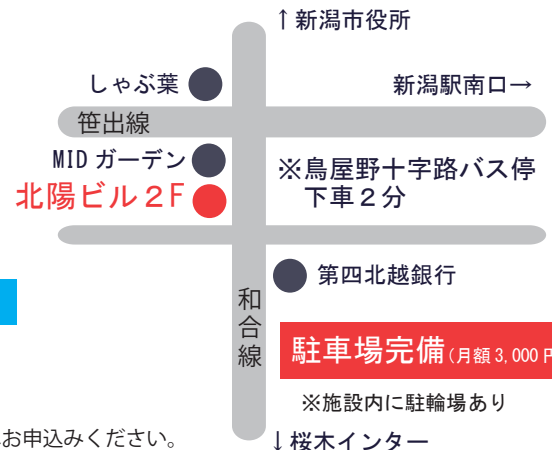 ↑新潟市役所
しゃぶ葉
新潟駅南口→
笹出線
MID ガーデン
北陽ビル２F
※鳥屋野十字路バス停
下車２分
第四北越銀行
和合線
駐車場完備(月額 3,000 円
※施設内に駐輪場あり
お申込みください。
↓桜木インター